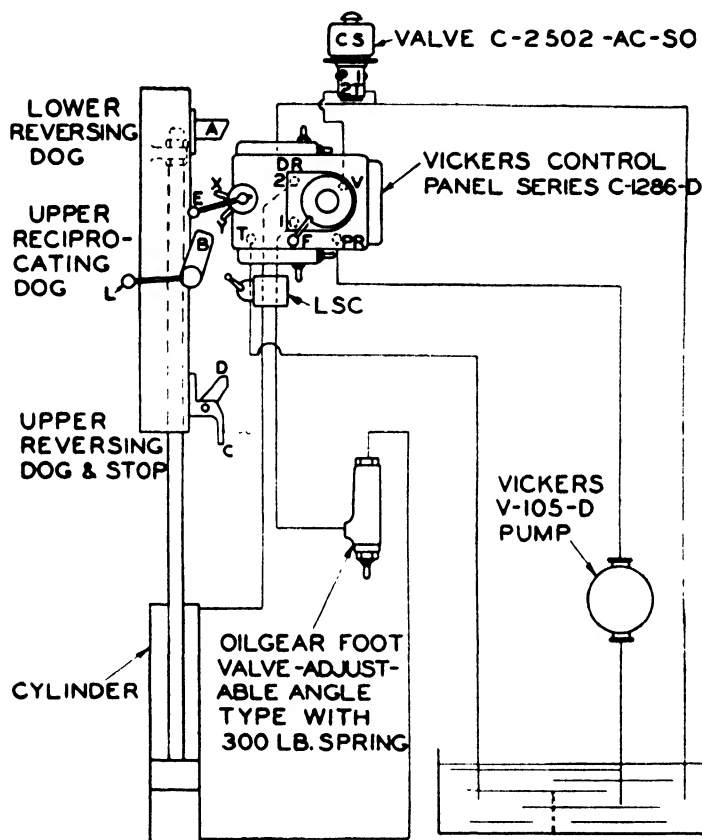 CS
VALVE C-2502-AC-SO
21
LOWER
REVERSING
DOG
A
DR
2
V
VICKERS CONTROL
PANEL SERIES C-1286-D
X
E
Y
1
T
F
PR
UPPER
RECIPRO-
CATING
DOG
B
L
LSC
D
C
UPPER
REVERSING
DOG & STOP
VICKERS
V-105-D
PUMP
CYLINDER
OILGEAR FOOT
VALVE-ADJUST-
ABLE ANGLE
TYPE WITH
300 LB. SPRING